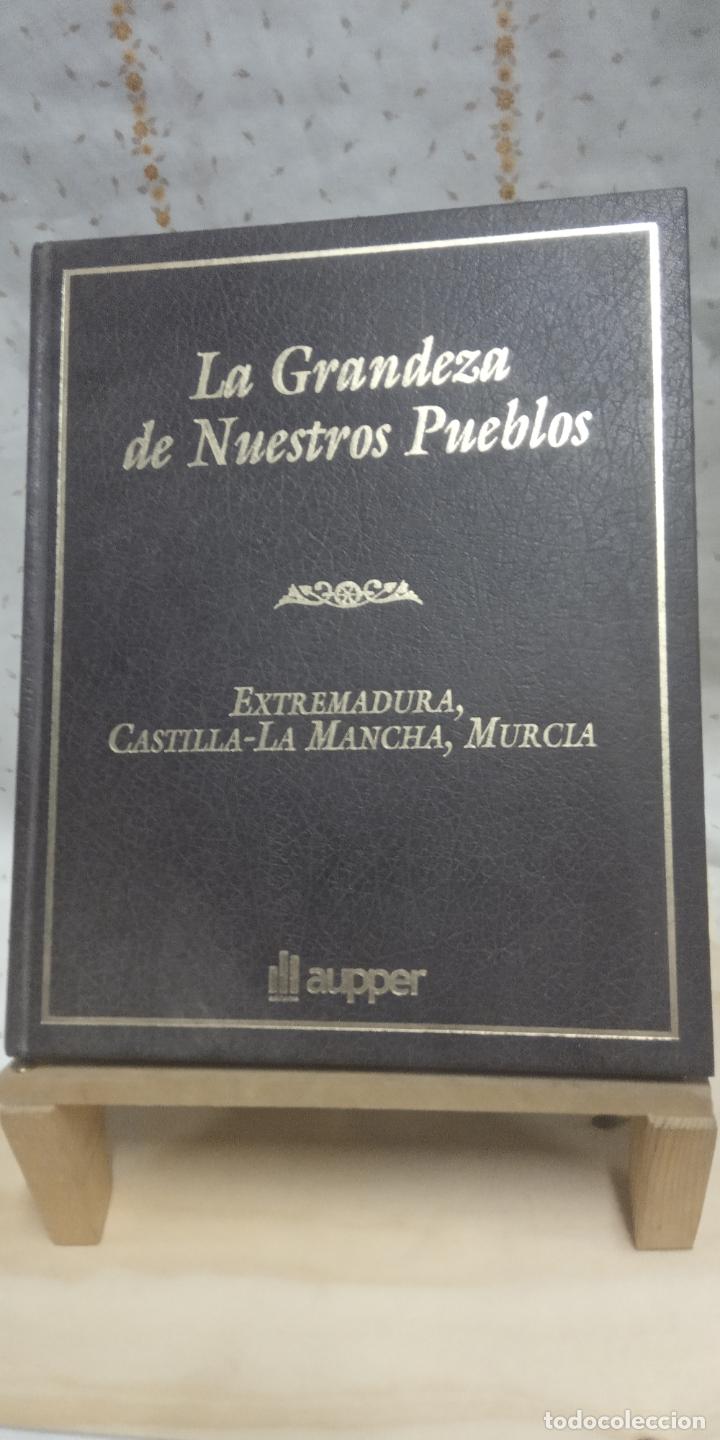 La Grandeza
de Nuestros Pueblos
EXTREMADURA,
CASTILLA-LA MANCHA, MURCIA
aupper
todocoleccion